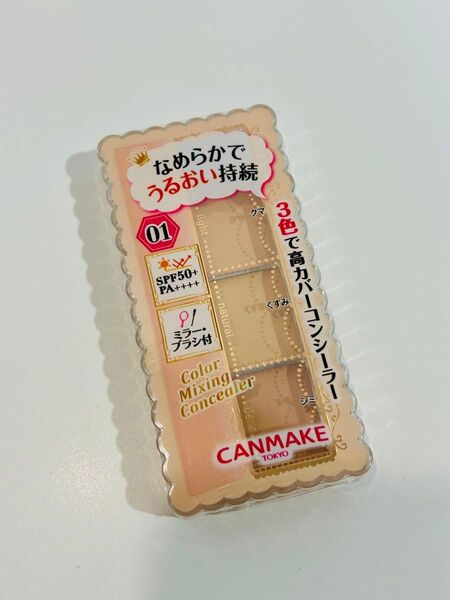 なめらかで
うるおい持続
01
SPF50+
PA++++
ミラー・
ブラシ付
3色で高カバーコンシーラー
light
クマ
natural
くすみ
シミ
Color
Mixing
Concealer
CANMAKE
TOKYO